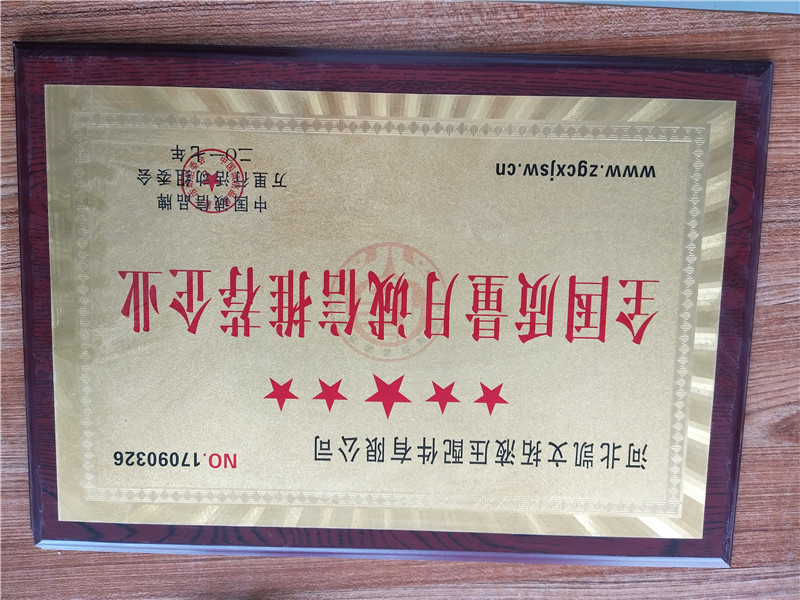 河北凯文拓液压配件有限公司
NO.17090326
全国质量月诚信推荐企业
www.zgcxjsw.cn
中国诚信品牌
万里行活动组委会
二〇一七年